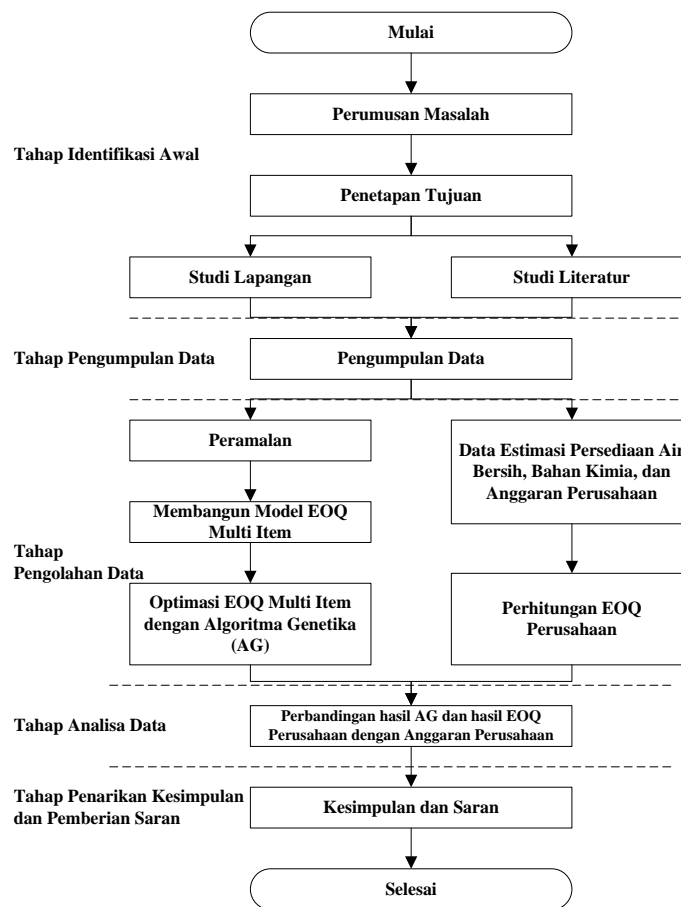 Mulai
Perumusan Masalah
Tahap Identifikasi Awal
Penetapan Tujuan
Studi Lapangan
Studi Literatur
Tahap Pengumpulan Data
Pengumpulan Data
Peramalan
Data Estimasi Persediaan Air
Bersih, Bahan Kimia, dan
Anggaran Perusahaan
Membangun Model EOQ
Multi Item
Tahap
Pengolahan Data
Optimasi EOQ Multi Item
dengan Algoritma Genetika
(AG)
Perhitungan EOQ
Perusahaan
Tahap Analisa Data
Perbandingan hasil AG dan hasil EOQ
Perusahaan dengan Anggaran Perusahaan
Tahap Penarikan Kesimpulan
dan Pemberian Saran
Kesimpulan dan Saran
Selesai